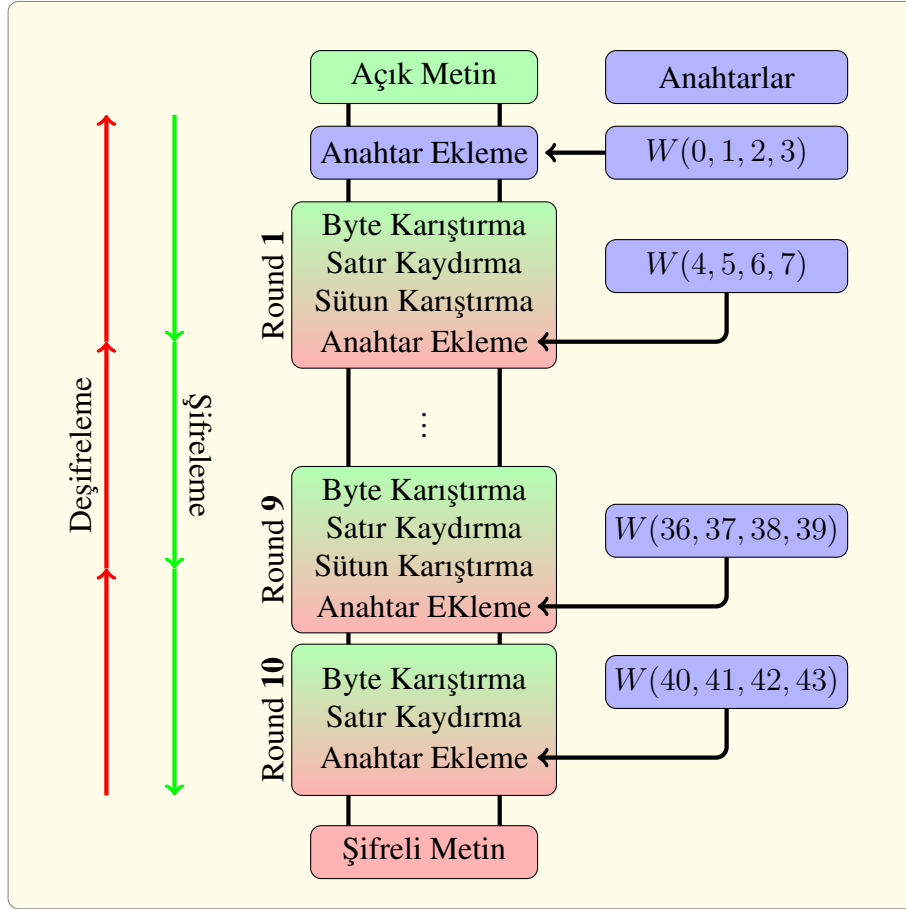 Açık Metin
Anahtarlar
Anahtar Ekleme
W(0, 1, 2, 3)
Round 1
Byte Karıştırma
Satır Kaydırma
Sütun Karıştırma
Anahtar Ekleme
W(4, 5, 6, 7)
Deşifreleme
Şifreleme
⋮
Round 9
Byte Karıştırma
Satır Kaydırma
Sütun Karıştırma
Anahtar EKleme
W(36, 37, 38, 39)
Round 10
Byte Karıştırma
Satır Kaydırma
Anahtar Ekleme
W(40, 41, 42, 43)
Şifreli Metin